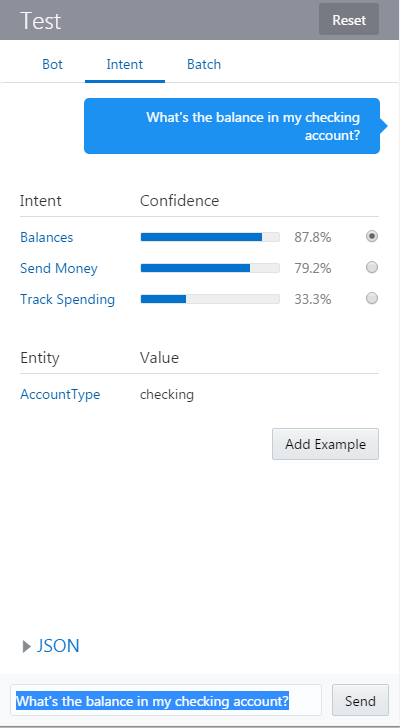 Test
Reset
Bot Intent Batch
What's the balance in my checking
account?
Intent Confidence
Balances 87.8%
Send Money 79.2%
Track Spending 33.3%
Entity Value
AccountType checking
Add Example
JSON
What's the balance in my checking account? Send